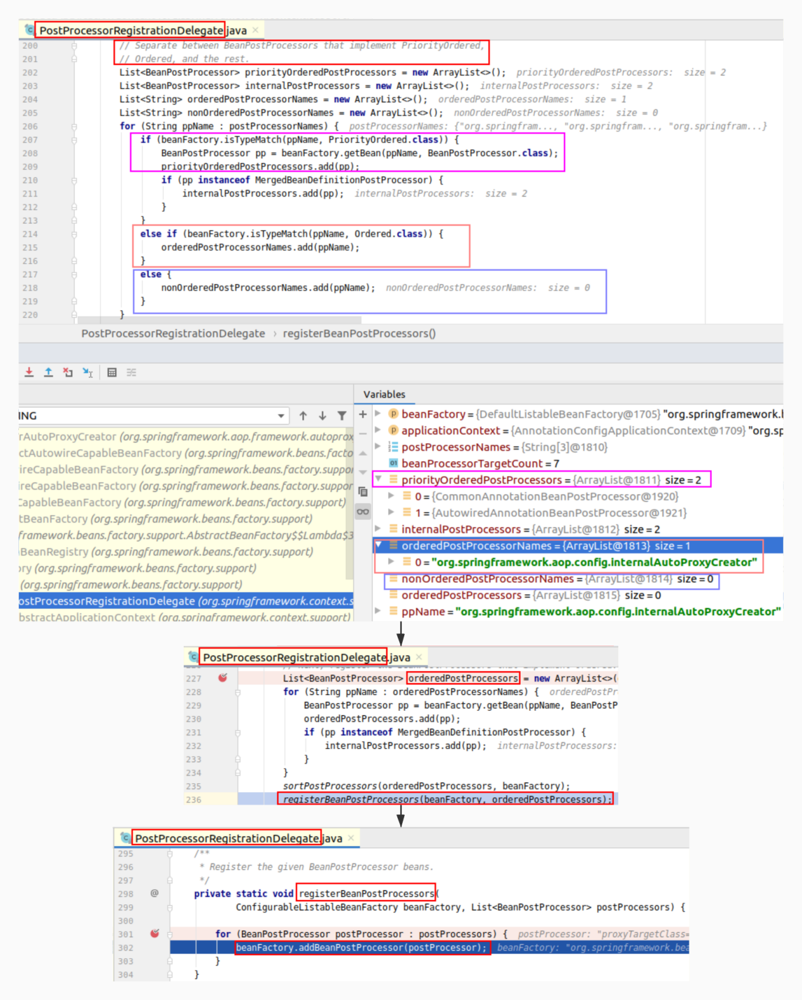 PostProcessorRegistrationDelegate.java
200 // Separate between BeanPostProcessors that implement PriorityOrdered,
201 // Ordered, and the rest.
202 List<BeanPostProcessor> priorityOrderedPostProcessors = new ArrayList<>(); priorityOrderedPostProcessors: size = 2
203 List<BeanPostProcessor> internalPostProcessors = new ArrayList<>(); internalPostProcessors: size = 2
204 List<String> orderedPostProcessorNames = new ArrayList<>(); orderedPostProcessorNames: size = 1
205 List<String> nonOrderedPostProcessorNames = new ArrayList<>(); nonOrderedPostProcessorNames: size = 0
206 for (String ppName : postProcessorNames) { postProcessorNames: {"org.springfram..., "org.springfram..., "org.springfram...}
207 if (beanFactory.isTypeMatch(ppName, PriorityOrdered.class)) {
208 BeanPostProcessor pp = beanFactory.getBean(ppName, BeanPostProcessor.class);
209 priorityOrderedPostProcessors.add(pp);
210 if (pp instanceof MergedBeanDefinitionPostProcessor) {
211 internalPostProcessors.add(pp); internalPostProcessors: size = 2
212 }
213 }
214 else if (beanFactory.isTypeMatch(ppName, Ordered.class)) {
215 orderedPostProcessorNames.add(ppName);
216 }
217 else {
218 nonOrderedPostProcessorNames.add(ppName); nonOrderedPostProcessorNames: size = 0
219 }
220 }
PostProcessorRegistrationDelegate › registerBeanPostProcessors()
Variables
ING
rAutoProxyCreator (org.springframework.aop.framework.autoprox
ctAutowireCapableBeanFactory (org.springframework.beans.facto
ireCapableBeanFactory (org.springframework.beans.factory.suppor
ireCapableBeanFactory (org.springframework.beans.factory.suppor
CapableBeanFactory (org.springframework.beans.factory.support)
tBeanFactory (org.springframework.beans.factory.support)
framework.beans.factory.support.AbstractBeanFactory$$Lambda$3
BeanRegistry (org.springframework.beans.factory.support)
ory (org.springframework.beans.factory.support)
(org.springframework.beans.factory.support)
ostProcessorRegistrationDelegate (org.springframework.context.s
bstractApplicationContext (org.springframework.context.support)
beanFactory = {DefaultListableBeanFactory@1705} "org.springframework.b
applicationContext = {AnnotationConfigApplicationContext@1709} "org.sp
postProcessorNames = {String[3]@1810}
01 beanProcessorTargetCount = 7
priorityOrderedPostProcessors = {ArrayList@1811} size = 2
0 = {CommonAnnotationBeanPostProcessor@1920}
1 = {AutowiredAnnotationBeanPostProcessor@1921}
internalPostProcessors = {ArrayList@1812} size = 2
orderedPostProcessorNames = {ArrayList@1813} size = 1
0 = "org.springframework.aop.config.internalAutoProxyCreator"
nonOrderedPostProcessorNames = {ArrayList@1814} size = 0
orderedPostProcessors = {ArrayList@1815} size = 0
ppName = "org.springframework.aop.config.internalAutoProxyCreator"
PostProcessorRegistrationDelegate.java
227 List<BeanPostProcessor> orderedPostProcessors = new ArrayList<>(
228 for (String ppName : orderedPostProcessorNames) { orderedPostPr
229 BeanPostProcessor pp = beanFactory.getBean(ppName, BeanPostP
230 orderedPostProcessors.add(pp);
231 if (pp instanceof MergedBeanDefinitionPostProcessor) {
232 internalPostProcessors.add(pp); internalPostProcessors:
233 }
234 }
235 sortPostProcessors(orderedPostProcessors, beanFactory);
236 registerBeanPostProcessors(beanFactory, orderedPostProcessors);
PostProcessorRegistrationDelegate.java
295 /**
296 * Register the given BeanPostProcessor beans.
297 */
298 @ private static void registerBeanPostProcessors(
299 ConfigurableListableBeanFactory beanFactory, List<BeanPostProcessor> postProcessors) {
300
301 for (BeanPostProcessor postProcessor : postProcessors) { postProcessor: "proxyTargetClass=
302 beanFactory.addBeanPostProcessor(postProcessor); beanFactory: "org.springframework.bea
303 }
304 }